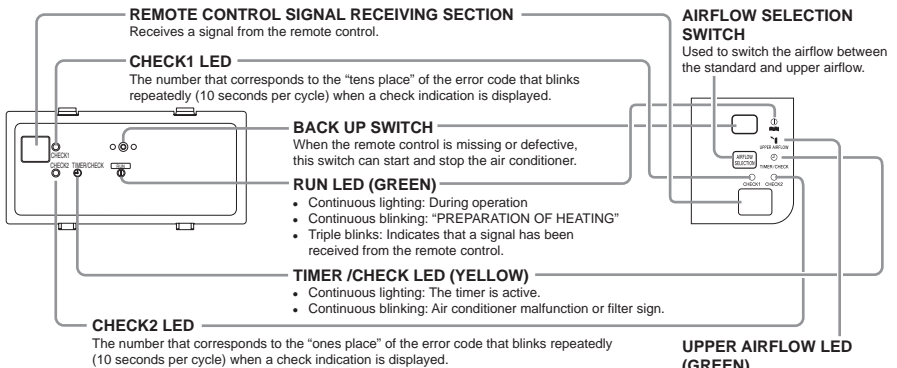 REMOTE CONTROL SIGNAL RECEIVING SECTION
Receives a signal from the remote control.
AIRFLOW SELECTION
SWITCH
Used to switch the airflow between
the standard and upper airflow.
CHECK1 LED
The number that corresponds to the “tens place” of the error code that blinks
repeatedly (10 seconds per cycle) when a check indication is displayed.
BACK UP SWITCH
When the remote control is missing or defective,
this switch can start and stop the air conditioner.
RUN LED (GREEN)
• Continuous lighting: During operation
• Continuous blinking: “PREPARATION OF HEATING”
• Triple blinks: Indicates that a signal has been
received from the remote control.
TIMER /CHECK LED (YELLOW)
• Continuous lighting: The timer is active.
• Continuous blinking: Air conditioner malfunction or filter sign.
CHECK2 LED
The number that corresponds to the “ones place” of the error code that blinks repeatedly
(10 seconds per cycle) when a check indication is displayed.
UPPER AIRFLOW LED
(GREEN)
CHECK1
CHECK2 TIMER/CHECK
RUN
UPPER AIRFLOW
AIRFLOW
SELECTION
TIMER / CHECK
CHECK1 CHECK2